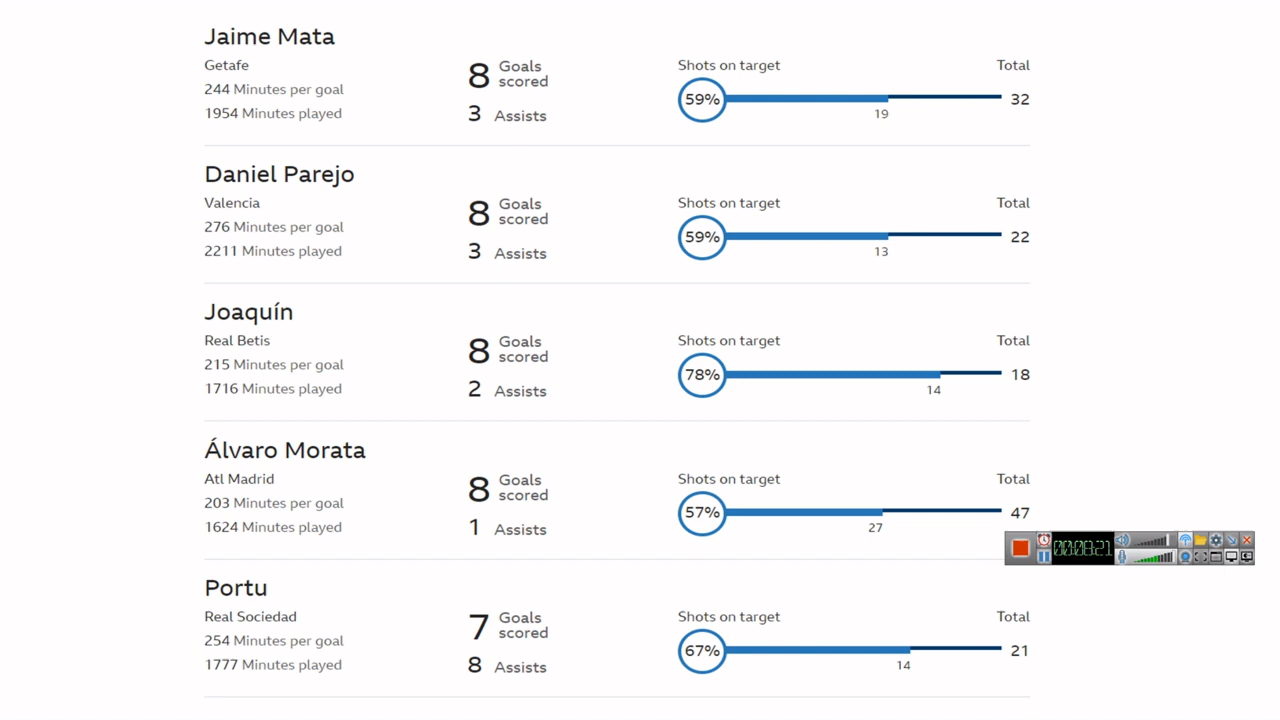 Jaime Mata
Getafe
244 Minutes per goal
1954 Minutes played
8 Goals scored
3 Assists
Shots on target Total
59% 19 32
Daniel Parejo
Valencia
276 Minutes per goal
2211 Minutes played
8 Goals scored
3 Assists
Shots on target Total
59% 13 22
Joaquín
Real Betis
215 Minutes per goal
1716 Minutes played
8 Goals scored
2 Assists
Shots on target Total
78% 14 18
Álvaro Morata
Atl Madrid
203 Minutes per goal
1624 Minutes played
8 Goals scored
1 Assists
Shots on target Total
57% 27 47
00:08:21
Portu
Real Sociedad
254 Minutes per goal
1777 Minutes played
7 Goals scored
8 Assists
Shots on target Total
67% 14 21